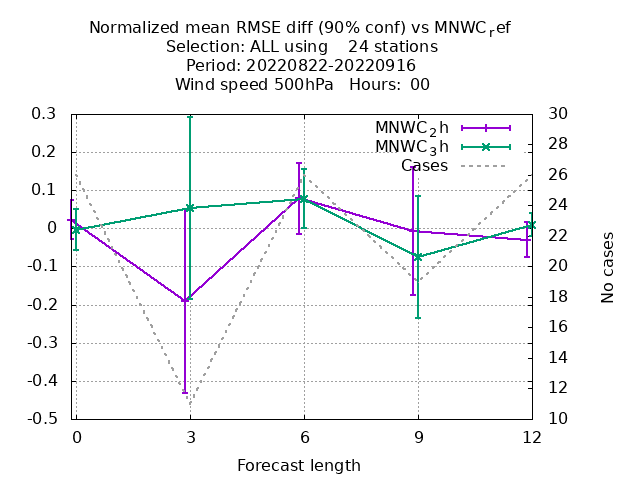 Normalized mean RMSE diff (90% conf) vs MNWCref
Selection: ALL using    24 stations
Period: 20220822-20220916
Wind speed 500hPa   Hours:  00
0.3
0.2
0.1
0
-0.1
-0.2
-0.3
-0.4
-0.5
30
28
26
24
22
20
18
16
14
12
10
MNWC2h
MNWC3h
Cases
No cases
0
3
6
9
12
Forecast length